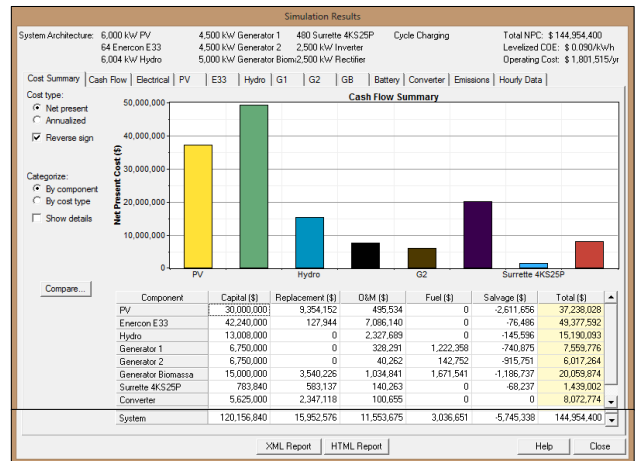 Simulation Results
System Architecture: 6,000 kW PV 4,500 kW Generator 1 480 Surrette 4KS25P Cycle Charging Total NPC: $ 144,954,400
64 Enercon E33 4,500 kW Generator 2 2,500 kW Inverter Levelized COE: $ 0.090/kWh
6,004 kW Hydro 5,000 kW Generator Biom 2,500 kW Rectifier Operating Cost: $ 1,801,515/yr
Cost Summary Cash Flow Electrical PV E33 Hydro G1 G2 GB Battery Converter Emissions Hourly Data
Cost type:
Net present
Annualized
Reverse sign
Categorize:
By component
By cost type
Show details
Compare...
Cash Flow Summary
Net Present Cost ($)
50,000,000
40,000,000
30,000,000
20,000,000
10,000,000
0
PV Hydro G2 Surrette 4KS25P
Component Capital ($) Replacement ($) O&M ($) Fuel ($) Salvage ($) Total ($)
PV 30,000,000 9,354,152 495,534 0 -2,611,656 37,238,028
Enercon E33 42,240,000 127,944 7,086,140 0 -76,486 49,377,592
Hydro 13,008,000 0 2,327,689 0 -145,596 15,190,093
Generator 1 6,750,000 0 328,291 1,222,358 -740,875 7,559,776
Generator 2 6,750,000 0 40,262 142,752 -915,751 6,017,264
Generator Biomassa 15,000,000 3,540,226 1,034,841 1,671,541 -1,186,737 20,059,874
Surrette 4KS25P 783,840 583,137 140,263 0 -68,237 1,439,002
Converter 5,625,000 2,347,118 100,655 0 0 8,072,774
System 120,156,840 15,952,576 11,553,675 3,036,651 -5,745,338 144,954,400
XML Report HTML Report Help Close